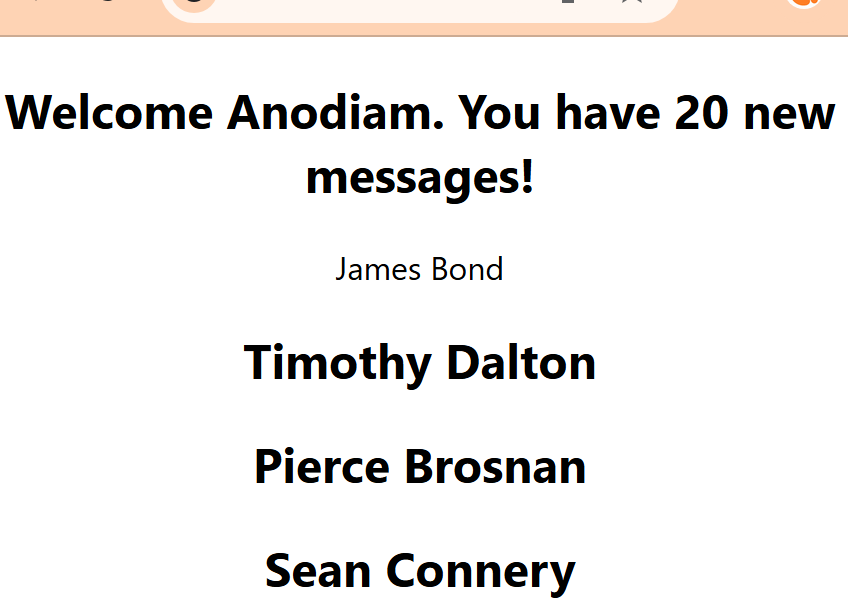 Welcome Anodiam. You have 20 new
messages!
James Bond
Timothy Dalton
Pierce Brosnan
Sean Connery